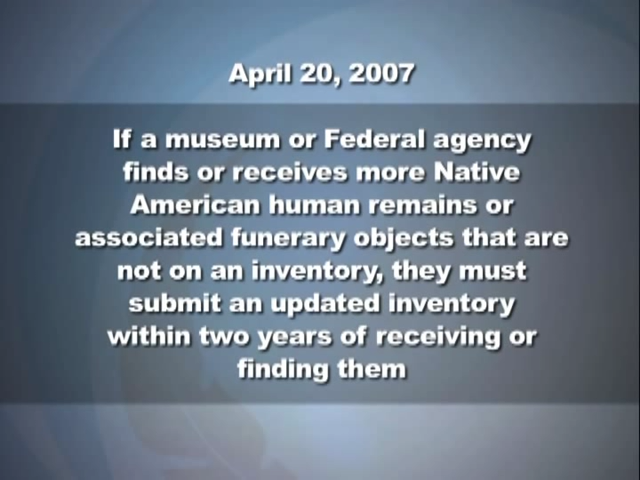 April 20, 2007
If a museum or Federal agency
finds or receives more Native
American human remains or
associated funerary objects that are
not on an inventory, they must
submit an updated inventory
within two years of receiving or
finding them